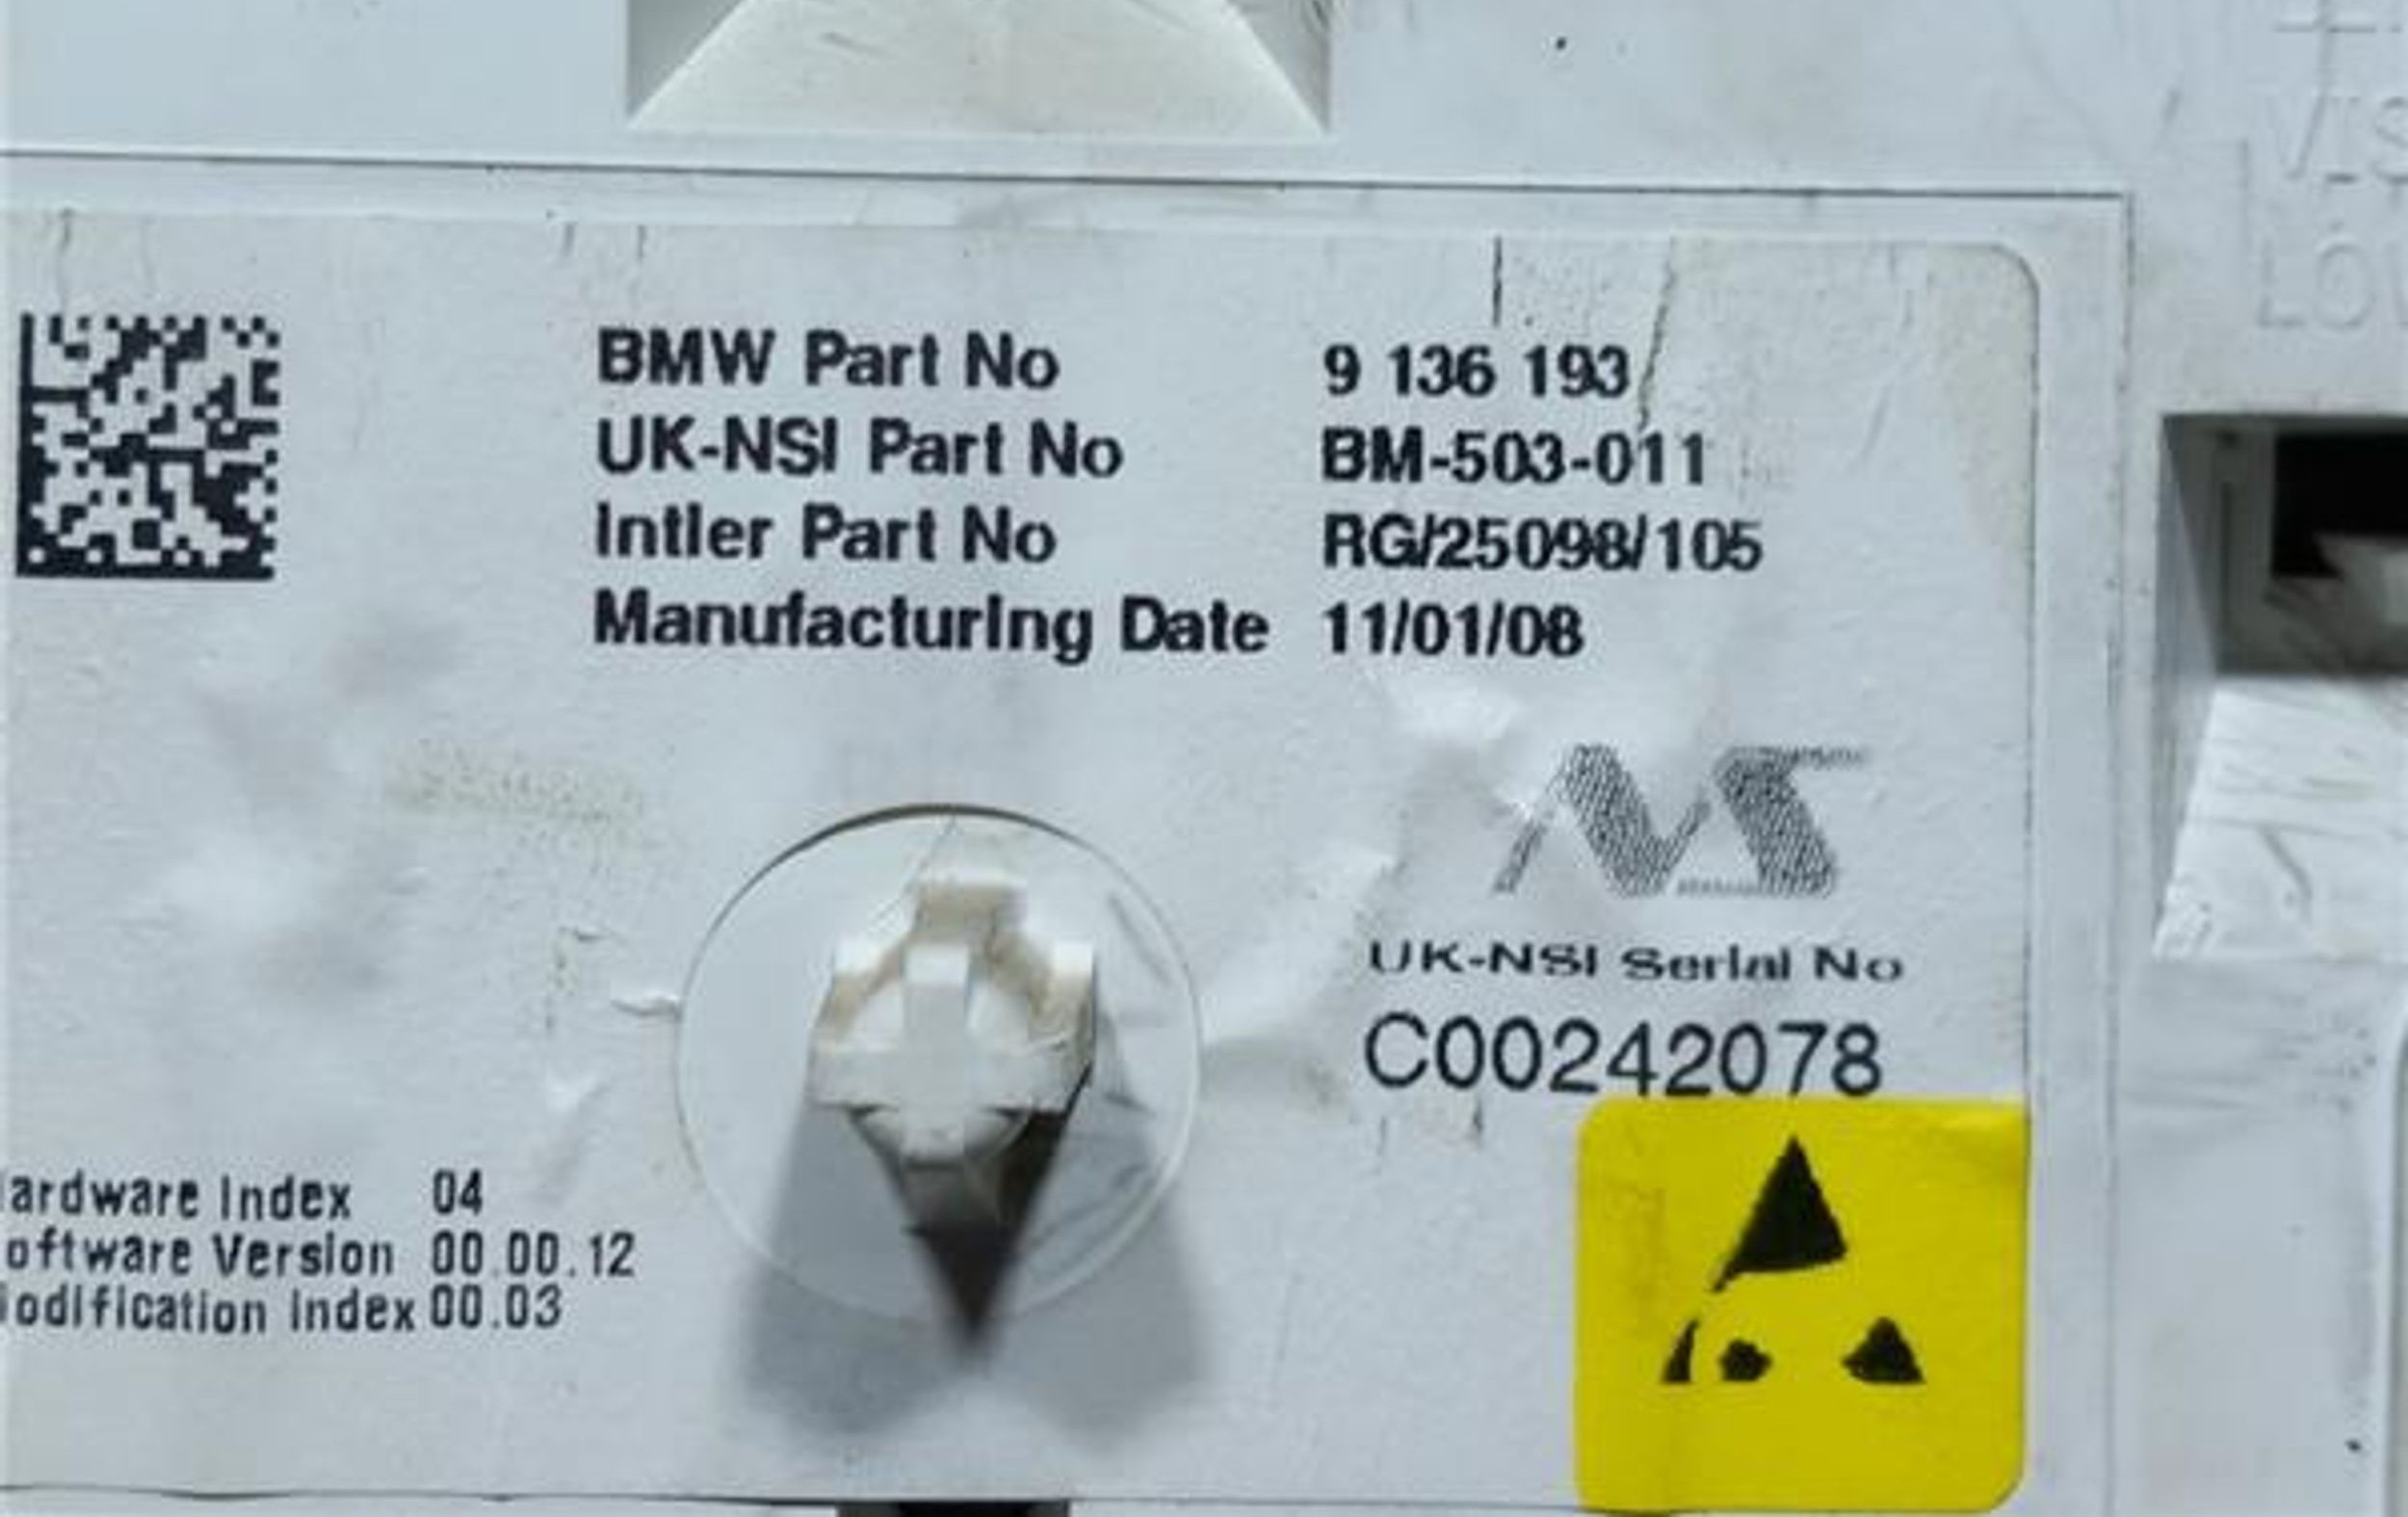 BMW Part No 9 136 193
UK-NSI Part No BM-503-011
Intier Part No RG/25098/105
Manufacturing Date 11/01/08
NS
UK-NSI Serial No
C00242078
ardware Index 04
oftware Version 00.00.12
odification Index 00.03